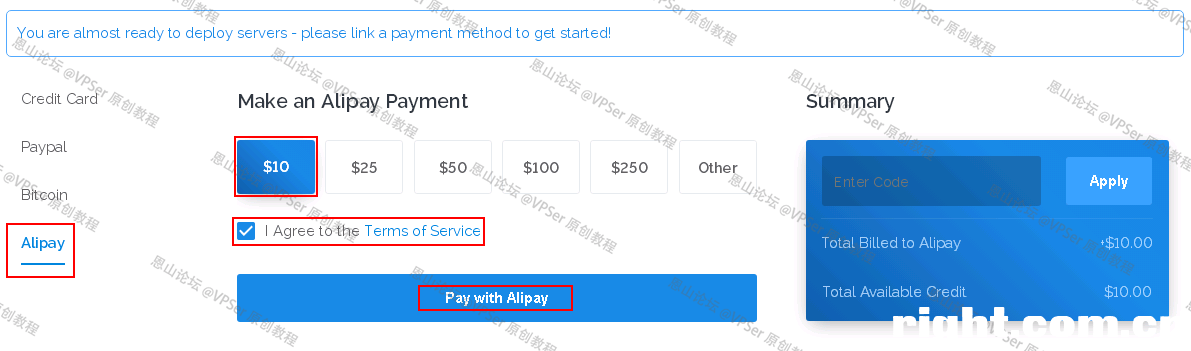 You are almost ready to deploy servers - please link a payment method to get started!
Credit Card
Paypal
Bitcoin
Alipay
Make an Alipay Payment
$10
$25
$50
$100
$250
Other
I Agree to the Terms of Service
Pay with Alipay
Summary
Enter Code
Apply
Total Billed to Alipay
+$10.00
Total Available Credit
$10.00
恩山论坛 @VPSer 原创教程
right.com.c